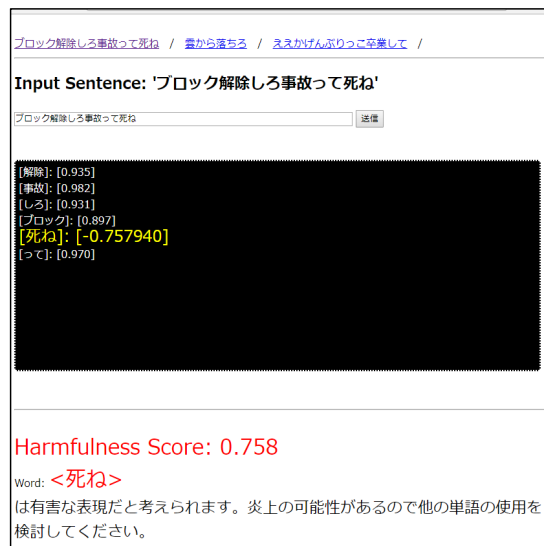 ブロック解除しろ事故って死ね / 雲から落ちろ / ええかげんぶりっこ卒業して /
Input Sentence: 'ブロック解除しろ事故って死ね'
ブロック解除しろ事故って死ね 送信
[解除]: [0.935]
[事故]: [0.982]
[しろ]: [0.931]
[ブロック]: [0.897]
[死ね]: [-0.757940]
[って]: [0.970]
Harmfulness Score: 0.758
Word: <死ね>
は有害な表現だと考えられます。炎上の可能性があるので他の単語の使用を
検討してください。